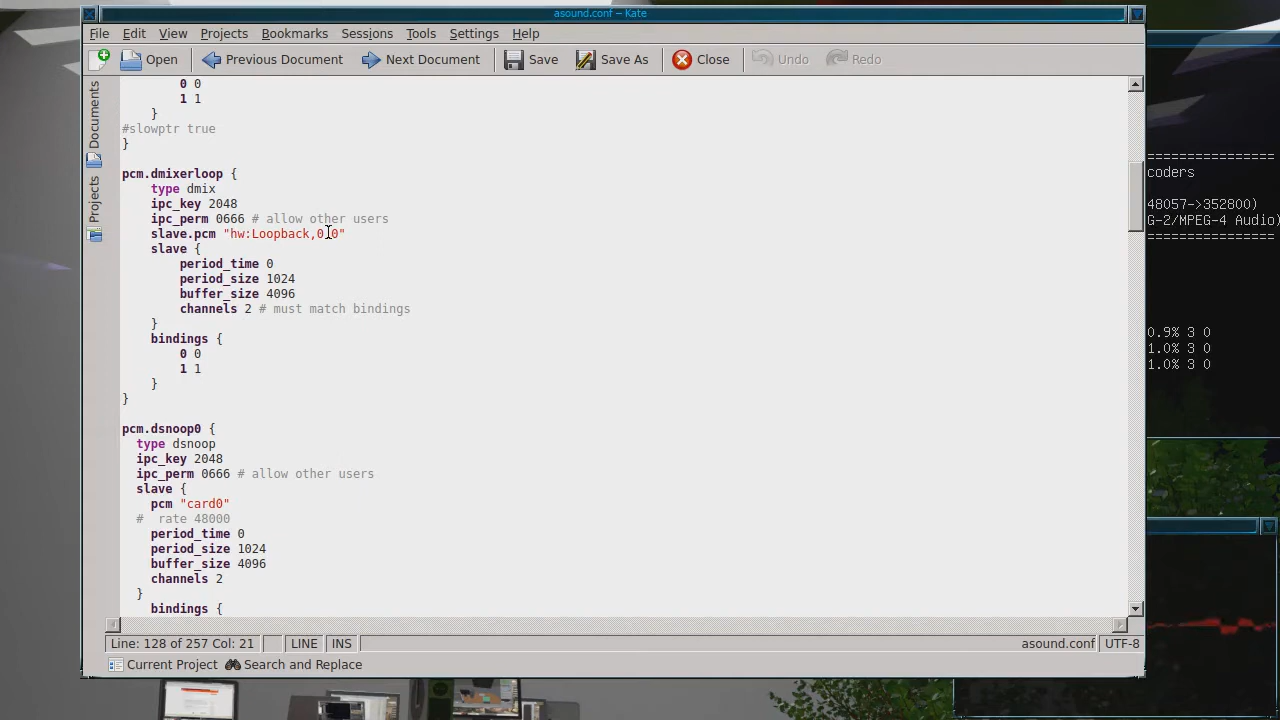 asound.conf – Kate
File Edit View Projects Bookmarks Sessions Tools Settings Help
Open Previous Document Next Document Save Save As Close Undo Redo
Documents
Projects
0 0
1 1
}
#slowptr true
}
pcm.dmixerloop {
type dmix
ipc_key 2048
ipc_perm 0666 # allow other users
slave.pcm "hw:Loopback,0,0"
slave {
period_time 0
period_size 1024
buffer_size 4096
channels 2 # must match bindings
}
bindings {
0 0
1 1
}
}
pcm.dsnoop0 {
type dsnoop
ipc_key 2048
ipc_perm 0666 # allow other users
slave {
pcm "card0"
#  rate 48000
period_time 0
period_size 1024
buffer_size 4096
channels 2
}
bindings {
Line: 128 of 257 Col: 21 LINE INS asound.conf UTF-8
Current Project Search and Replace
================
coders
48057->352800)
G-2/MPEG-4 Audio)
================
0.9% 3 0
1.0% 3 0
1.0% 3 0